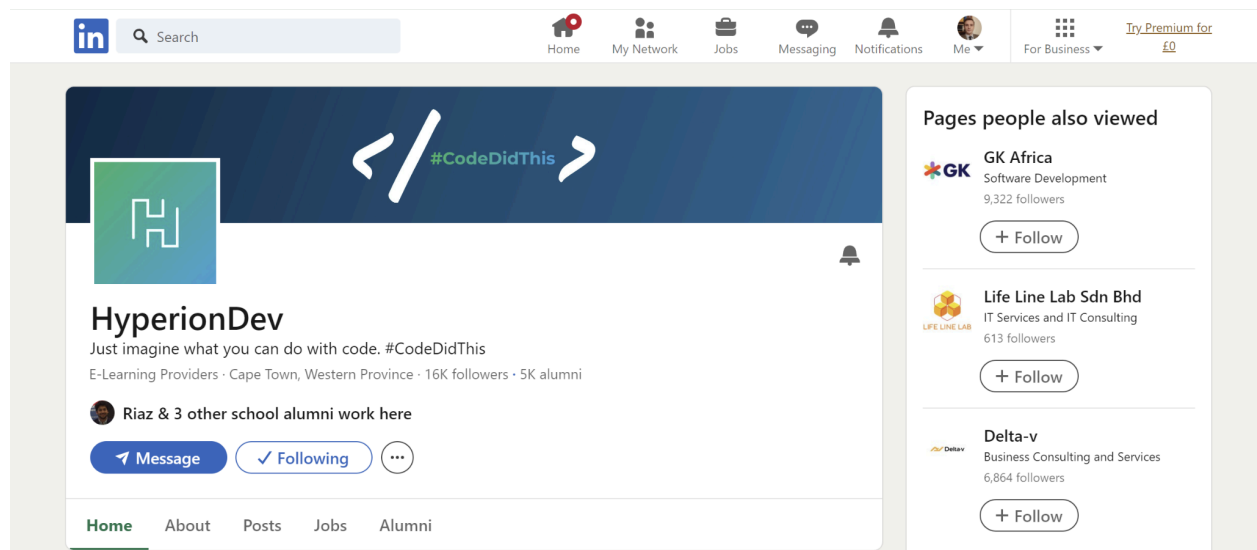 in
Search
Home
My Network
Jobs
Messaging
Notifications
Me
For Business
Try Premium for
£0
</ #CodeDidThis >
H
HyperionDev
Just imagine what you can do with code. #CodeDidThis
E-Learning Providers · Cape Town, Western Province · 16K followers · 5K alumni
Riaz & 3 other school alumni work here
Message
Following
Home
About
Posts
Jobs
Alumni
Pages people also viewed
GK
GK Africa
Software Development
9,322 followers
+ Follow
LIFE LINE LAB
Life Line Lab Sdn Bhd
IT Services and IT Consulting
613 followers
+ Follow
Deltav
Delta-v
Business Consulting and Services
6,864 followers
+ Follow